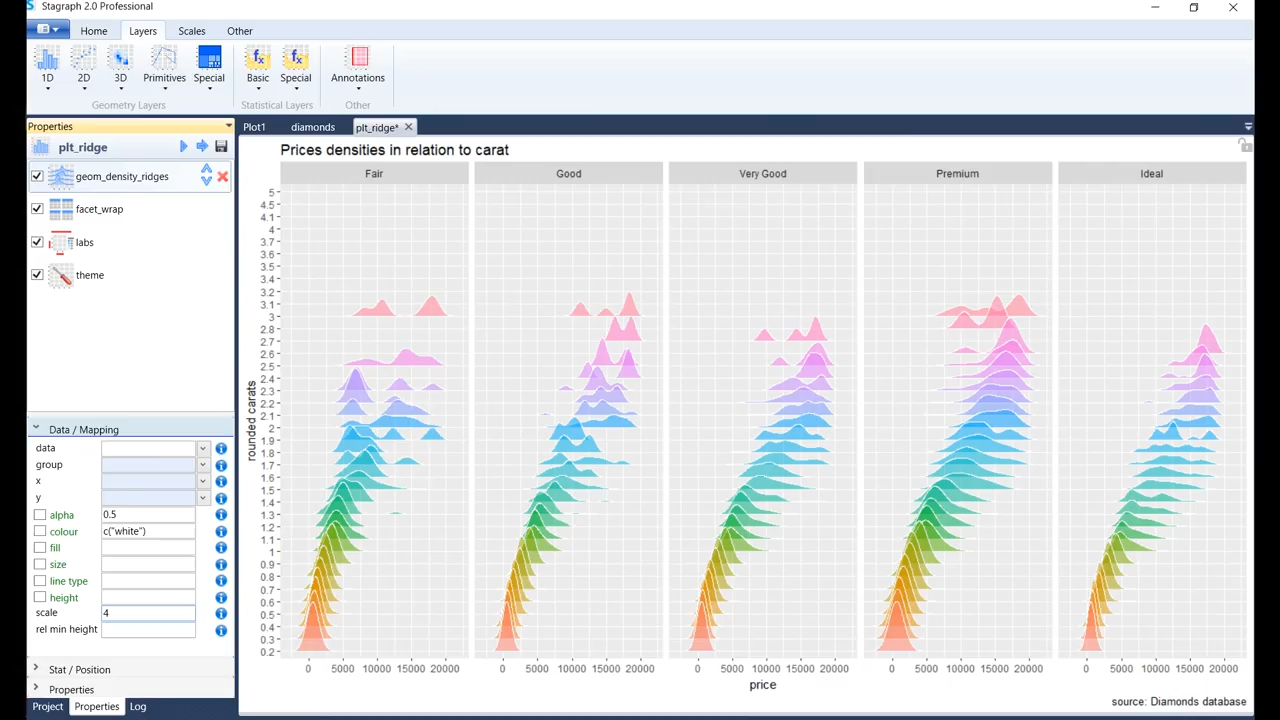 S Stagraph 2.0 Professional
Home Layers Scales Other
1D 2D 3D Primitives Special Basic Special Annotations
Geometry Layers Statistical Layers Other
Properties
Plot1 diamonds plt_ridge*
plt_ridge
geom_density_ridges
facet_wrap
labs
theme
Data / Mapping
data
group
x
y
alpha 0.5
colour c("white")
fill
size
line type
height
scale 4
rel min height
Stat / Position
Properties
Project Properties Log
Prices densities in relation to carat
Fair Good Very Good Premium Ideal
rounded carats
5
4.5
4.1
4
3.7
3.6
3.5
3.4
3.2
3.1
3
2.8
2.7
2.6
2.5
2.4
2.3
2.2
2.1
2
1.9
1.8
1.7
1.6
1.5
1.4
1.3
1.2
1.1
1
0.9
0.8
0.7
0.6
0.5
0.4
0.3
0.2
0 5000 10000 15000 20000 0 5000 10000 15000 20000 0 5000 10000 15000 20000 0 5000 10000 15000 20000 0 5000 10000 15000 20000
price
source: Diamonds database